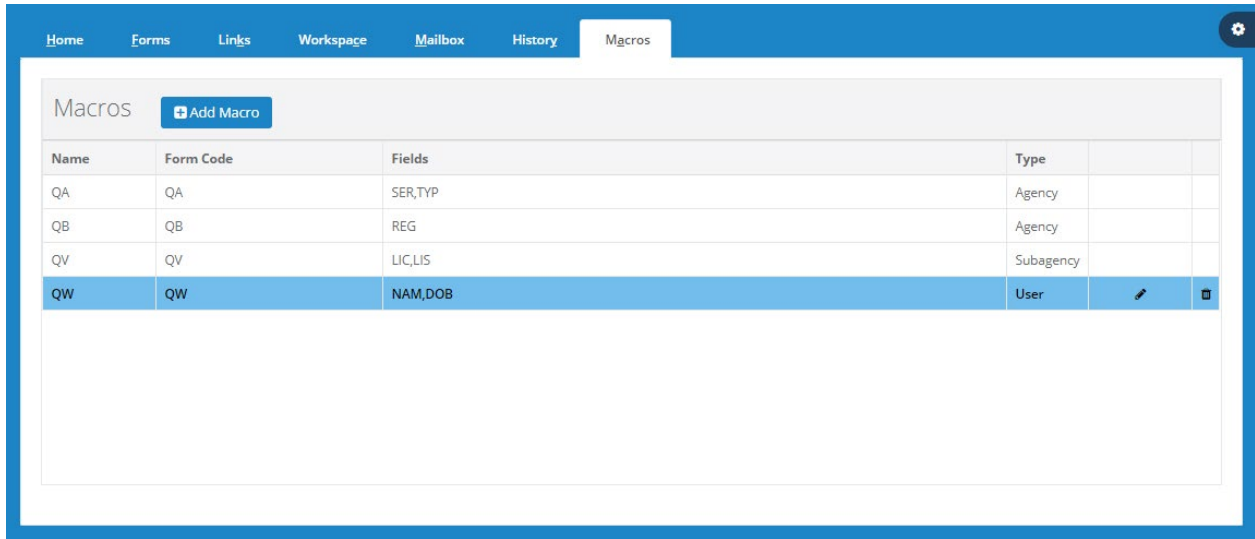 Home Forms Links Workspace Mailbox History Macros
Macros Add Macro
Name Form Code Fields Type
QA QA SER,TYP Agency
QB QB REG Agency
QV QV LIC,LIS Subagency
QW QW NAM,DOB User